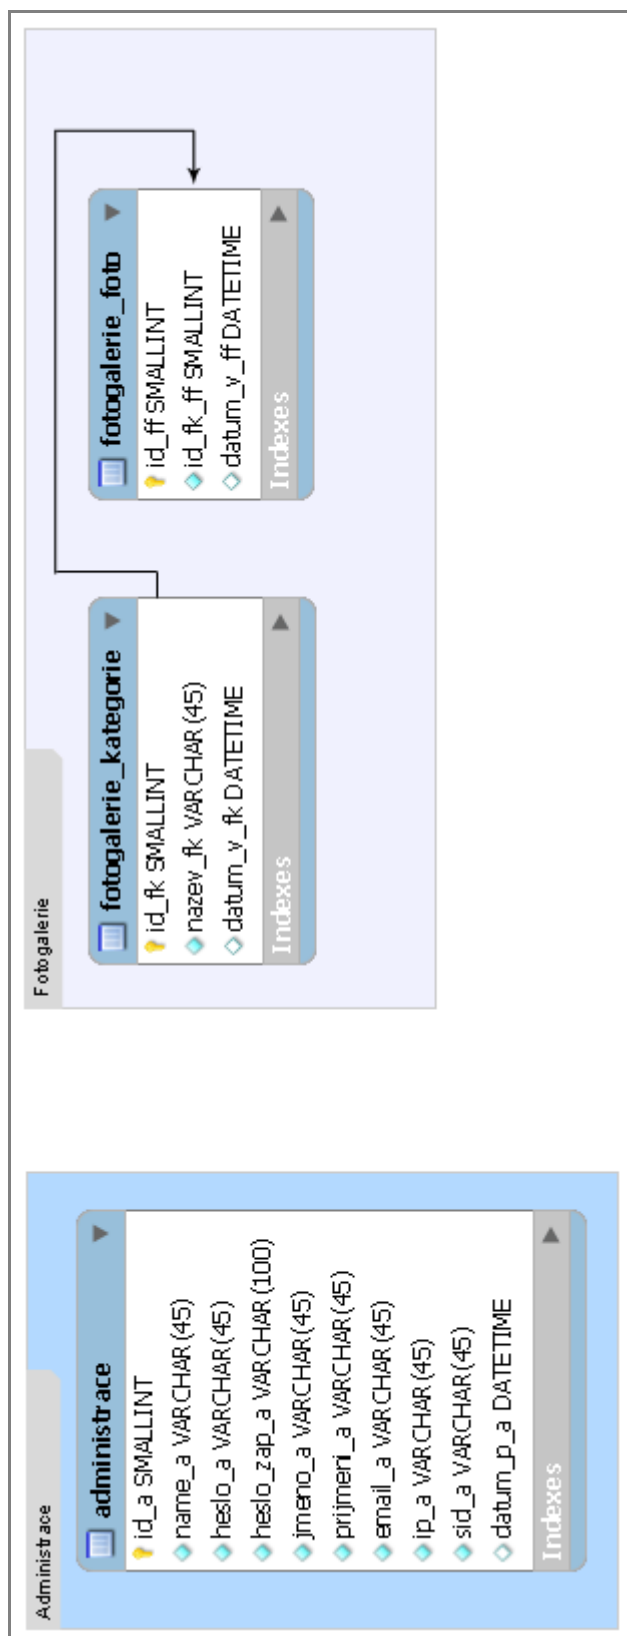 Administrace
administrace
id_a SMALLINT
name_a VARCHAR(45)
heslo_a VARCHAR(45)
heslo_zap_a VARCHAR(100)
jmeno_a VARCHAR(45)
prijmeni_a VARCHAR(45)
email_a VARCHAR(45)
ip_a VARCHAR(45)
sid_a VARCHAR(45)
datum_p_a DATETIME
Indexes
Fotogalerie
fotogalerie_kategorie
id_fk SMALLINT
nazev_fk VARCHAR(45)
datum_v_fk DATETIME
Indexes
fotogalerie_foto
id_ff SMALLINT
id_fk_ff SMALLINT
datum_v_ff DATETIME
Indexes